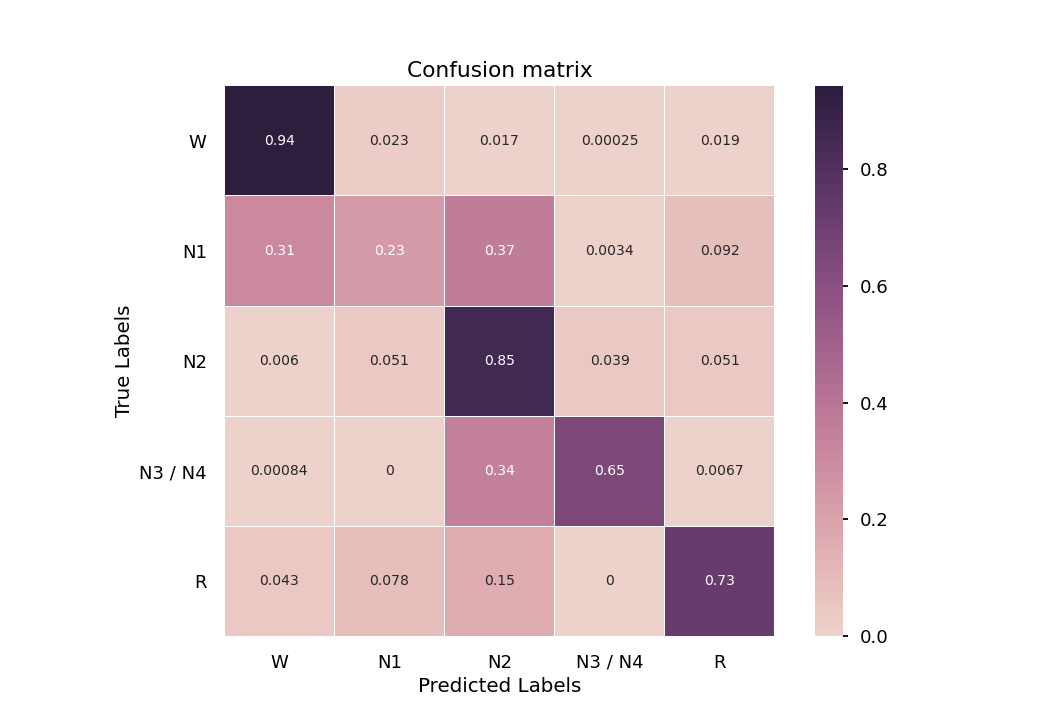 Confusion matrix
W 0.94 0.023 0.017 0.00025 0.019
N1 0.31 0.23 0.37 0.0034 0.092
N2 0.006 0.051 0.85 0.039 0.051
N3 / N4 0.00084 0 0.34 0.65 0.0067
R 0.043 0.078 0.15 0 0.73
W N1 N2 N3 / N4 R
Predicted Labels
True Labels
0.8
0.6
0.4
0.2
0.0